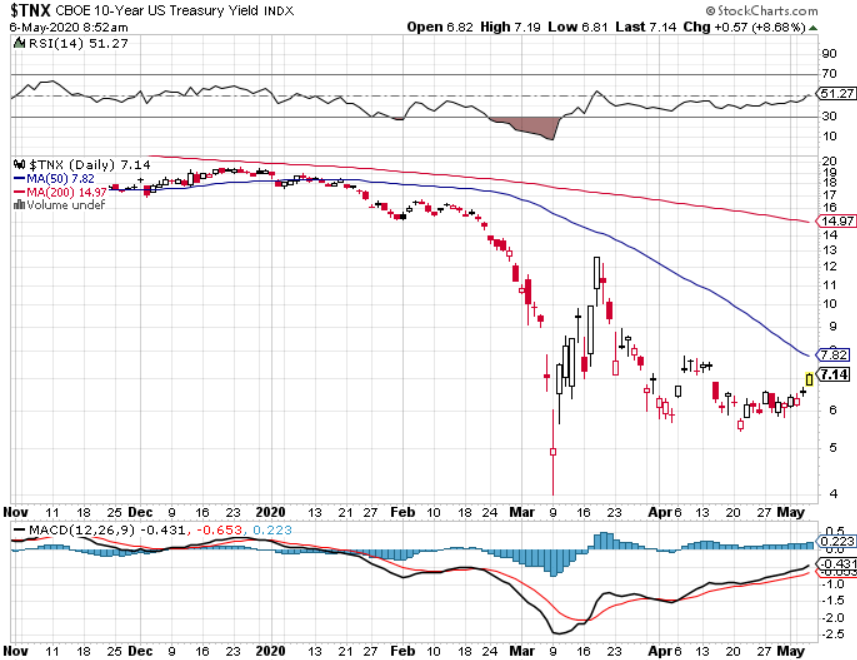 $TNX CBOE 10-Year US Treasury Yield INDX
© StockCharts.com
6-May-2020 8:52am
Open 6.82 High 7.19 Low 6.81 Last 7.14 Chg +0.57 (+8.68%)
RSI(14) 51.27
90
70
51.27
30
10
$TNX (Daily) 7.14
MA(50) 7.82
MA(200) 14.97
Volume undef
20
19
18
17
16
14.97
14
13
12
11
10
9
7.82
7.14
6
5
4
Nov 11 18 25 Dec 9 16 23 2020 13 21 27 Feb 10 18 24 Mar 9 16 23 Apr 6 13 20 27 May
MACD(12,26,9) -0.431, -0.653, 0.223
0.5
0.223
0.0
-0.431
-0.653
-1.0
-1.5
-2.0
-2.5
Nov 11 18 25 Dec 9 16 23 2020 13 21 27 Feb 10 18 24 Mar 9 16 23 Apr 6 13 20 27 May